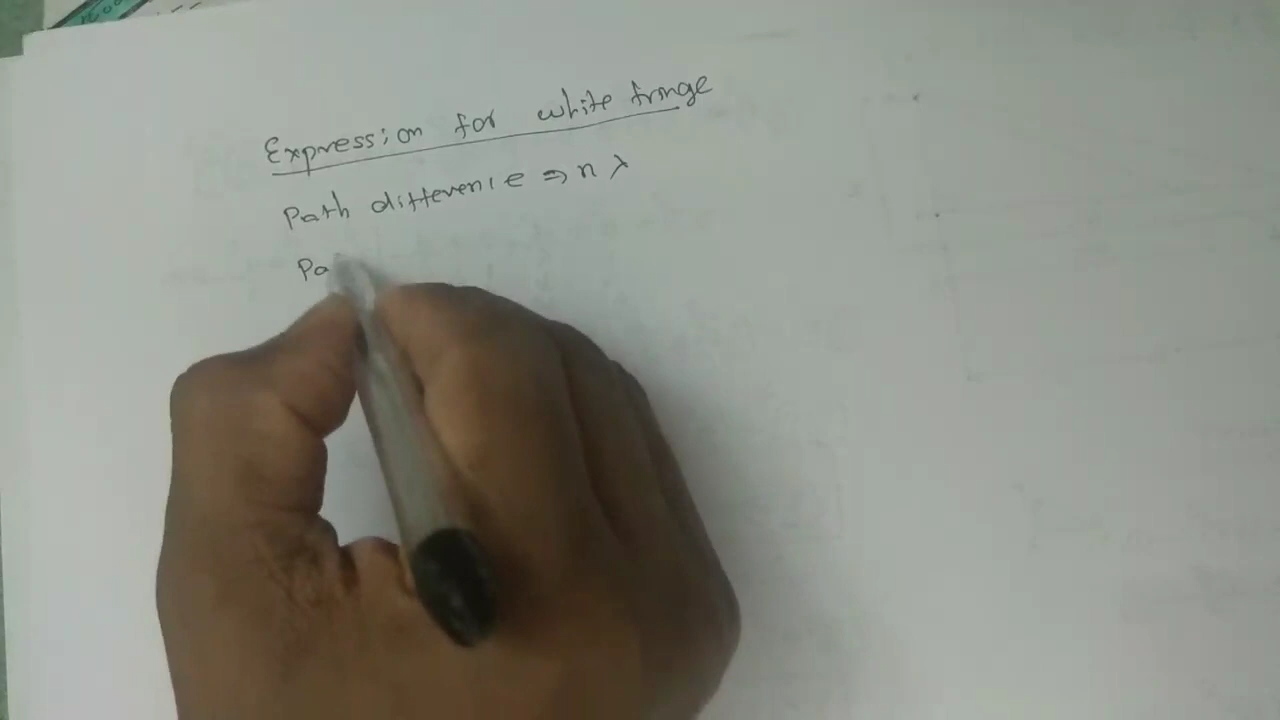 Expression for white fringe
Path difference ⇒ n λ
Pa